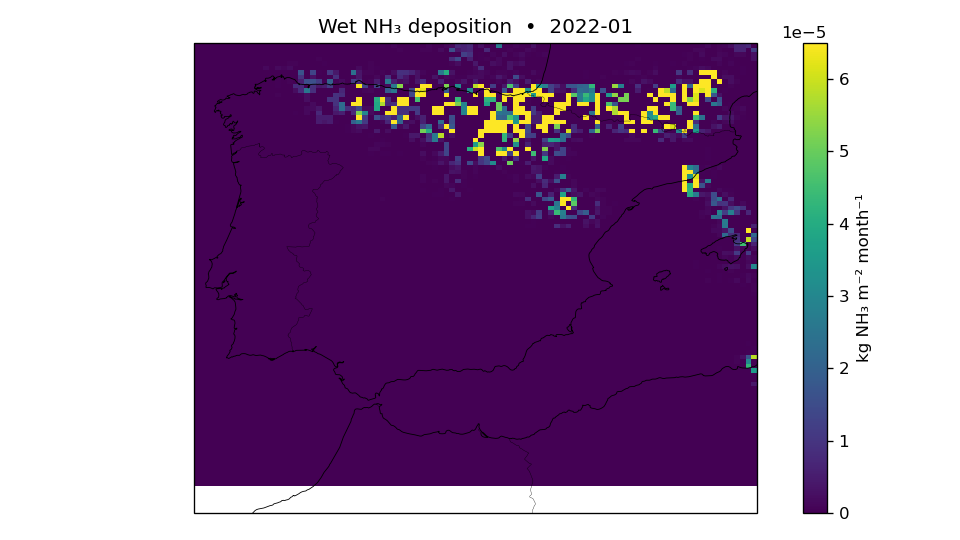 Wet NH₃ deposition • 2022-01
1e−5
6
5
4
3
2
1
0
kg NH₃ m⁻² month⁻¹